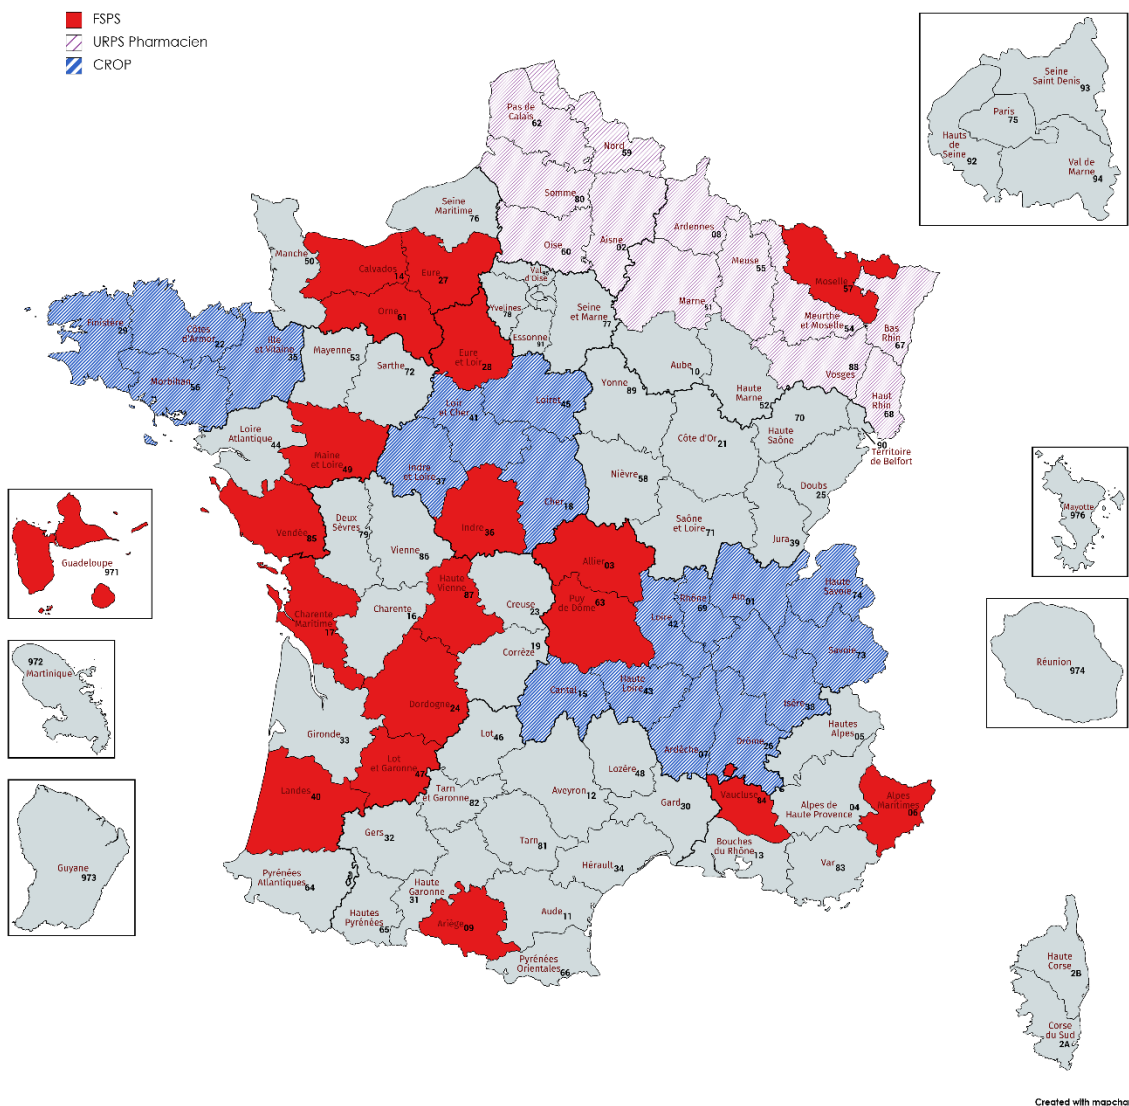 FSPS
URPS Pharmacien
CROP
Seine
Saint Denis 93
Paris
75
Hauts
de
Seine 92
Val de
Marne 94
Pas de
Calais
62
Nord
59
Somme
80
Oise
60
Aisne
02
Ardennes
08
Seine
Maritime 76
Manche
50
Calvados
14
Eure
27
Orne
61
Eure
et Loir 28
Val
d'Oise
Yvelines
78
Essonne
91
Seine
et Marne 77
Marne
51
Meuse
55
Moselle
57
Meurthe
et Moselle 54
Bas
Rhin
67
Vosges
88
Haut
Rhin
68
Finistère
29
Côtes
d'Armor 22
Ille
et Vilaine
35
Morbihan
56
Mayenne
53
Sarthe
72
Loir
et Cher
41
Loiret
45
Yonne
89
Aube
10
Haute
Marne
52
70
Haute
Saône
90
Territoire
de Belfort
Loire
Atlantique
44
Maine
et Loire 49
Indre
et Loire
37
Cher
18
Nièvre
58
Côte d'Or
21
Doubs
25
Jura
39
Saône
et Loire
71
Vendée
85
Deux
Sèvres
79
Vienne
86
Indre
36
Allier
03
Puy
de Dôme
63
Loire
42
Rhône
69
Ain
01
Haute
Savoie
74
Savoie
73
Charente
Maritime
17
Charente
16
Haute
Vienne
87
Creuse
23
19
Corrèze
Cantal
15
Haute
Loire
43
Isère
38
Ardèche
07
Drôme
26
Hautes
Alpes 05
Gironde
33
Dordogne
24
Lot
46
Lot
et Garonne
47
Landes
40
Tarn
et Garonne
82
Aveyron
12
Lozère
48
Gard
30
Vaucluse
84
Alpes de
Haute Provence
04
Alpes
Maritimes
06
Gers
32
Tarn
81
Hérault
34
Bouches
du Rhône
13
Var
83
Pyrénées
Atlantiques
64
Hautes
Pyrénées
65
Haute
Garonne
31
Ariège
09
Aude
11
Pyrénées
Orientales
66
Guadeloupe
971
972
Martinique
Guyane
973
Mayotte
976
Réunion
974
Haute
Corse
2B
Corse
du Sud
2A
Created with mapcha